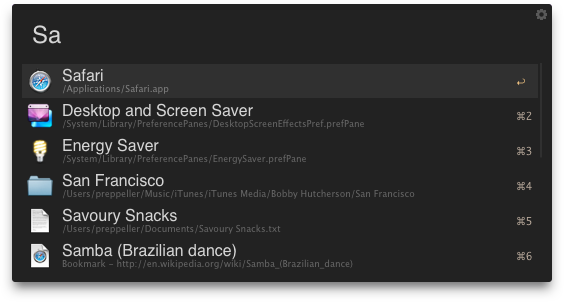 Sa
Safari
/Applications/Safari.app
↩
Desktop and Screen Saver
/System/Library/PreferencePanes/DesktopScreenEffectsPref.prefPane
⌘2
Energy Saver
/System/Library/PreferencePanes/EnergySaver.prefPane
⌘3
San Francisco
/Users/preppeller/Music/iTunes/iTunes Media/Bobby Hutcherson/San Francisco
⌘4
Savoury Snacks
/Users/preppeller/Documents/Savoury Snacks.txt
⌘5
Samba (Brazilian dance)
Bookmark – http://en.wikipedia.org/wiki/Samba_(Brazilian_dance)
⌘6